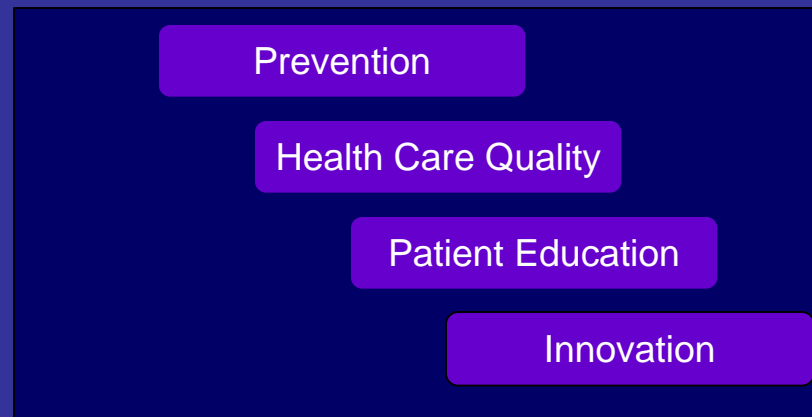 Prevention
Health Care Quality
Patient Education
Innovation